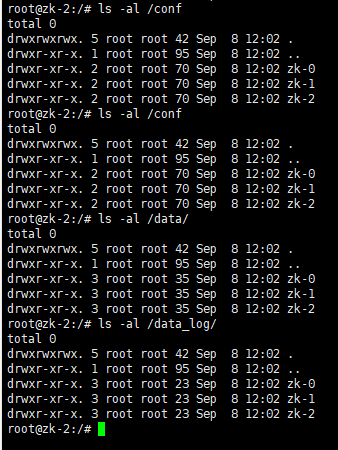 root@zk-2:/# ls -al /conf
total 0
drwxrwxrwx. 5 root root 42 Sep  8 12:02 .
drwxr-xr-x. 1 root root 95 Sep  8 12:02 ..
drwxr-xr-x. 2 root root 70 Sep  8 12:02 zk-0
drwxr-xr-x. 2 root root 70 Sep  8 12:02 zk-1
drwxr-xr-x. 2 root root 70 Sep  8 12:02 zk-2
root@zk-2:/# ls -al /conf
total 0
drwxrwxrwx. 5 root root 42 Sep  8 12:02 .
drwxr-xr-x. 1 root root 95 Sep  8 12:02 ..
drwxr-xr-x. 2 root root 70 Sep  8 12:02 zk-0
drwxr-xr-x. 2 root root 70 Sep  8 12:02 zk-1
drwxr-xr-x. 2 root root 70 Sep  8 12:02 zk-2
root@zk-2:/# ls -al /data/
total 0
drwxrwxrwx. 5 root root 42 Sep  8 12:02 .
drwxr-xr-x. 1 root root 95 Sep  8 12:02 ..
drwxr-xr-x. 3 root root 35 Sep  8 12:02 zk-0
drwxr-xr-x. 3 root root 35 Sep  8 12:02 zk-1
drwxr-xr-x. 3 root root 35 Sep  8 12:02 zk-2
root@zk-2:/# ls -al /data_log/
total 0
drwxrwxrwx. 5 root root 42 Sep  8 12:02 .
drwxr-xr-x. 1 root root 95 Sep  8 12:02 ..
drwxr-xr-x. 3 root root 23 Sep  8 12:02 zk-0
drwxr-xr-x. 3 root root 23 Sep  8 12:02 zk-1
drwxr-xr-x. 3 root root 23 Sep  8 12:02 zk-2
root@zk-2:/#